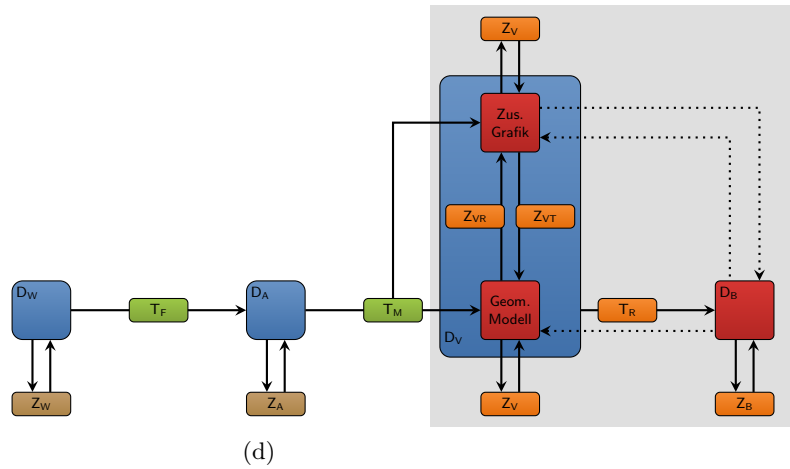 Z_V
Zus.
Grafik
Z_VR
Z_VT
D_W
T_F
D_A
T_M
Geom.
Modell
D_V
T_R
D_B
Z_W
Z_A
Z_V
Z_B
(d)